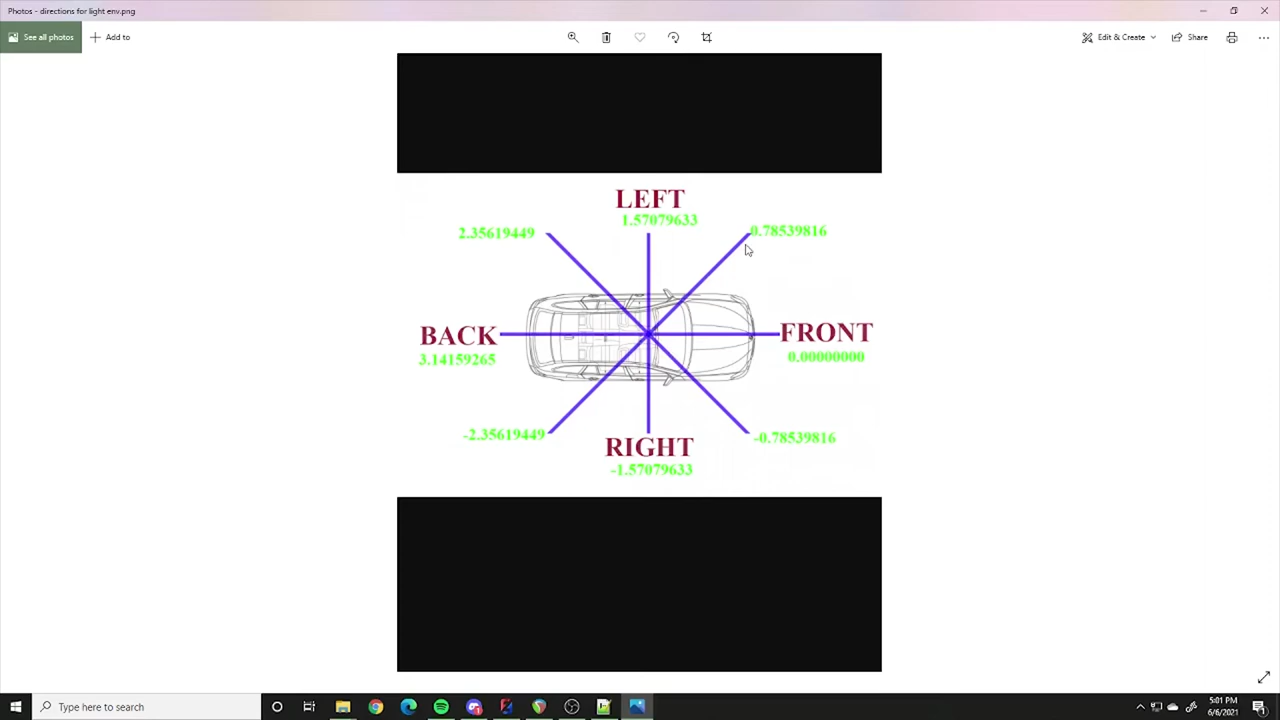 Photos - directions for light env.png
See all photos
Add to
Edit & Create
Share
LEFT
1.57079633
2.35619449
0.78539816
BACK
3.14159265
FRONT
0.00000000
-2.35619449
-0.78539816
RIGHT
-1.57079633
Type here to search
5:01 PM
6/6/2021